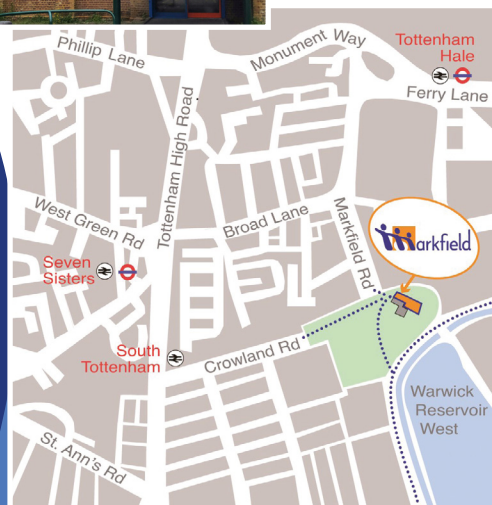 Phillip Lane
Monument Way
Tottenham
Hale
Ferry Lane
Tottenham High Road
West Green Rd
Broad Lane
Markfield Rd
Markfield
Seven
Sisters
South
Tottenham
Crowland Rd
Warwick
Reservoir
West
St. Ann's Rd